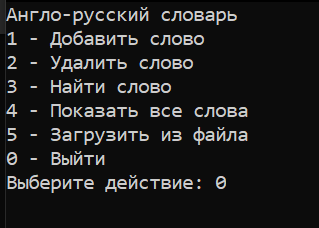 Англо-русский словарь
1 - Добавить слово
2 - Удалить слово
3 - Найти слово
4 - Показать все слова
5 - Загрузить из файла
0 - Выйти
Выберите действие: 0